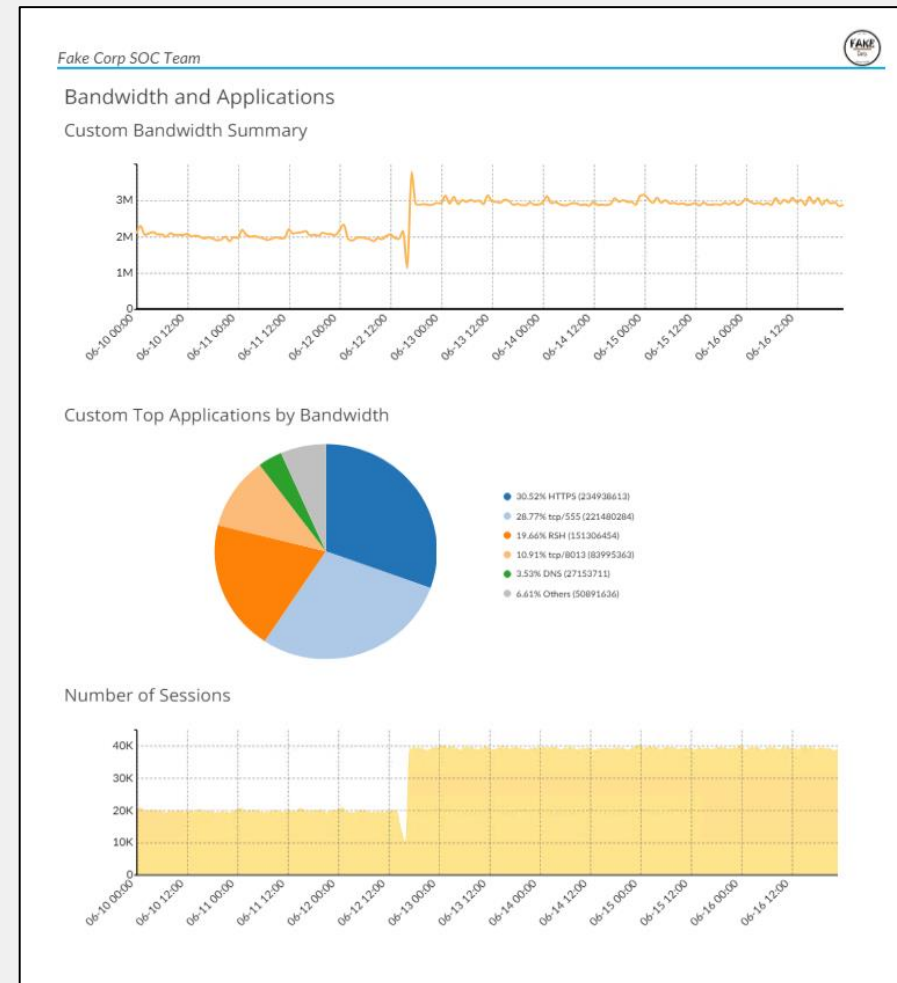 Fake Corp SOC Team
FAKE
Corp.
Bandwidth and Applications
Custom Bandwidth Summary
3M
2M
1M
0
06-10 00:00 06-10 12:00 06-11 00:00 06-11 12:00 06-12 00:00 06-12 12:00 06-13 00:00 06-13 12:00 06-14 00:00 06-14 12:00 06-15 00:00 06-15 12:00 06-16 00:00 06-16 12:00
Custom Top Applications by Bandwidth
30.52% HTTPS (234938613)
28.77% tcp/555 (221480284)
19.66% RSH (151306454)
10.91% tcp/8013 (83995363)
3.53% DNS (27153711)
6.61% Others (50891636)
Number of Sessions
40K
30K
20K
10K
0
06-10 00:00 06-10 12:00 06-11 00:00 06-11 12:00 06-12 00:00 06-12 12:00 06-13 00:00 06-13 12:00 06-14 00:00 06-14 12:00 06-15 00:00 06-15 12:00 06-16 00:00 06-16 12:00